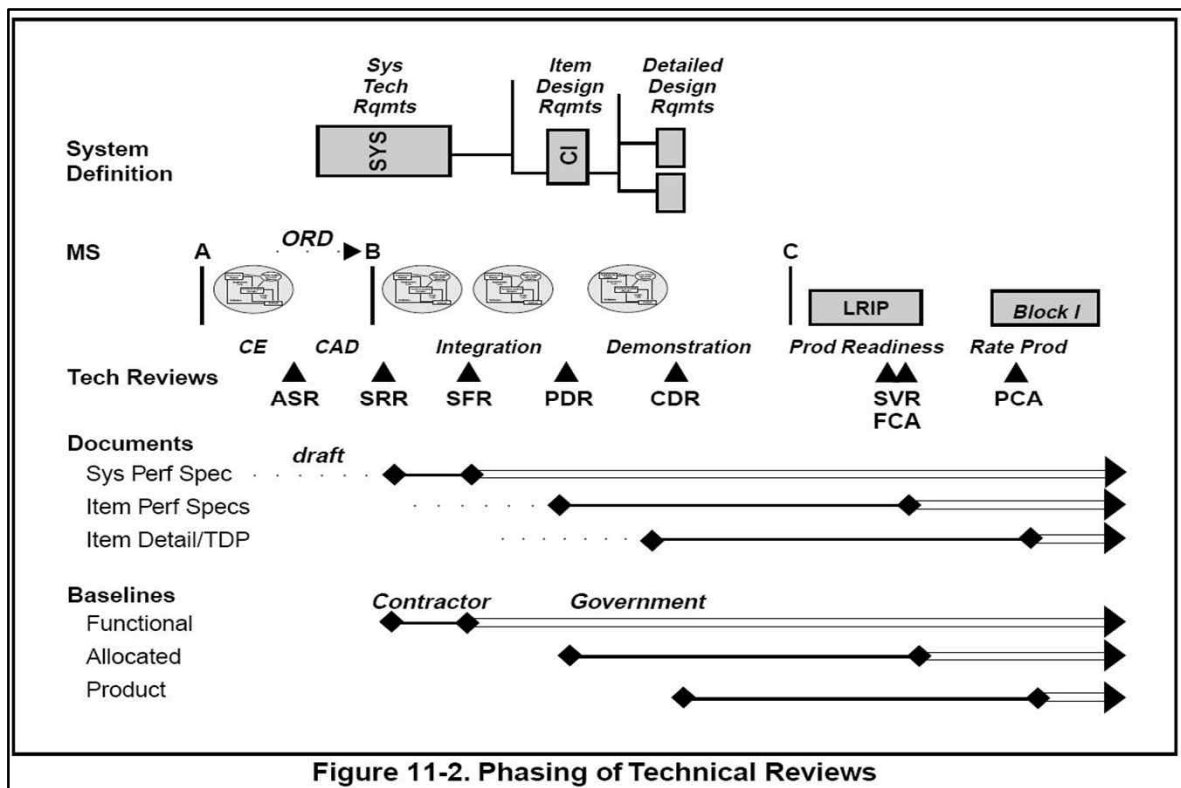 Sys
Tech
Rqmts
Item
Design
Rqmts
Detailed
Design
Rqmts
System
Definition
SYS
CI
MS
A
ORD
B
C
LRIP
Block I
CE
CAD
Integration
Demonstration
Prod Readiness
Rate Prod
Tech Reviews
ASR
SRR
SFR
PDR
CDR
SVR
FCA
PCA
Documents
draft
Sys Perf Spec
Item Perf Specs
Item Detail/TDP
Baselines
Contractor
Government
Functional
Allocated
Product
Figure 11-2. Phasing of Technical Reviews